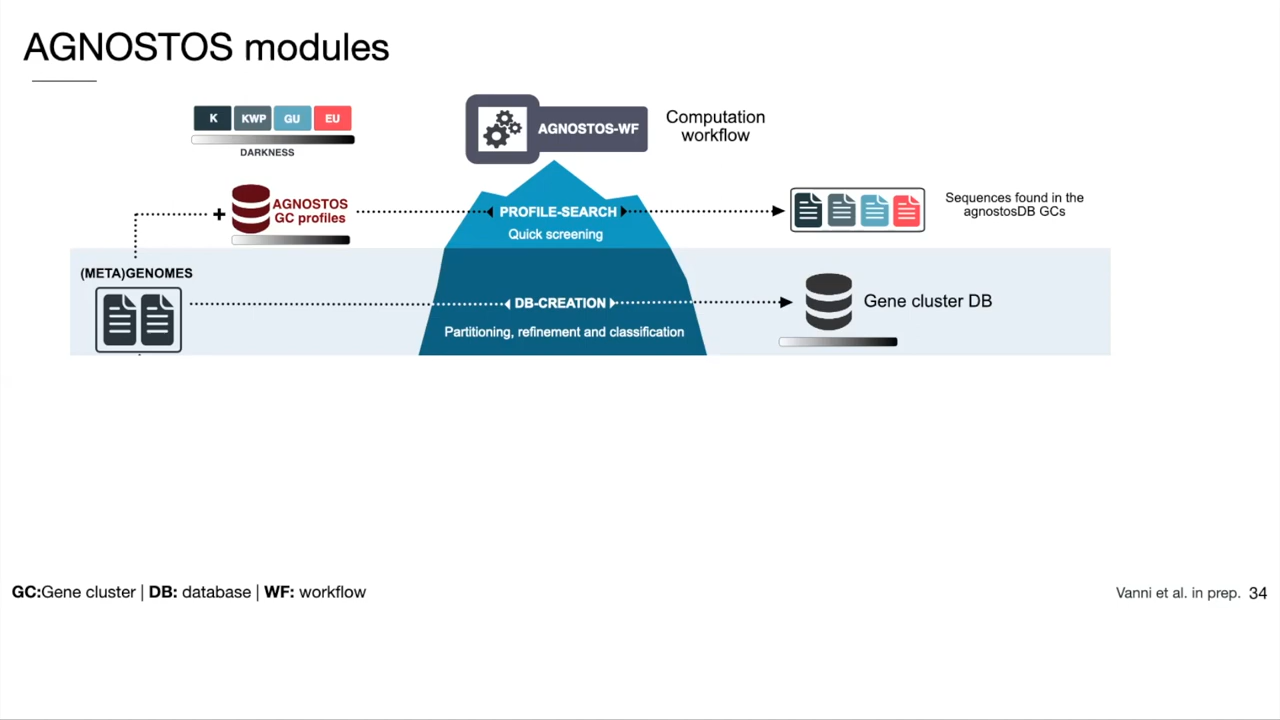 AGNOSTOS modules
K KWP GU EU
DARKNESS
AGNOSTOS-WF
Computation
workflow
+
AGNOSTOS
GC profiles
PROFILE-SEARCH
Quick screening
Sequences found in the
agnostosDB GCs
(META)GENOMES
DB-CREATION
Partitioning, refinement and classification
Gene cluster DB
GC:Gene cluster | DB: database | WF: workflow
Vanni et al. in prep. 34